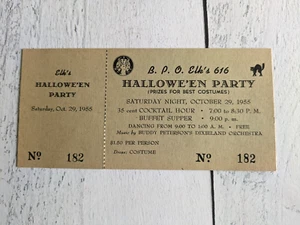 Elk's
HALLOWE'EN
PARTY
Saturday, Oct. 29, 1955
Nº 182
B. P. O. Elk's 616
HALLOWE'EN PARTY
(PRIZES FOR BEST COSTUMES)
SATURDAY NIGHT, OCTOBER 29, 1955
35 cent COCKTAIL HOUR - 7:00 to 8:30 P. M.
BUFFET SUPPER - 9:00 p. m.
DANCING FROM 9:00 TO 1:00 A. M. - FREE
Music by BUDDY PETERSON'S DIXIELAND ORCHESTRA
$1.50 PER PERSON
Dress: COSTUME
Nº 182